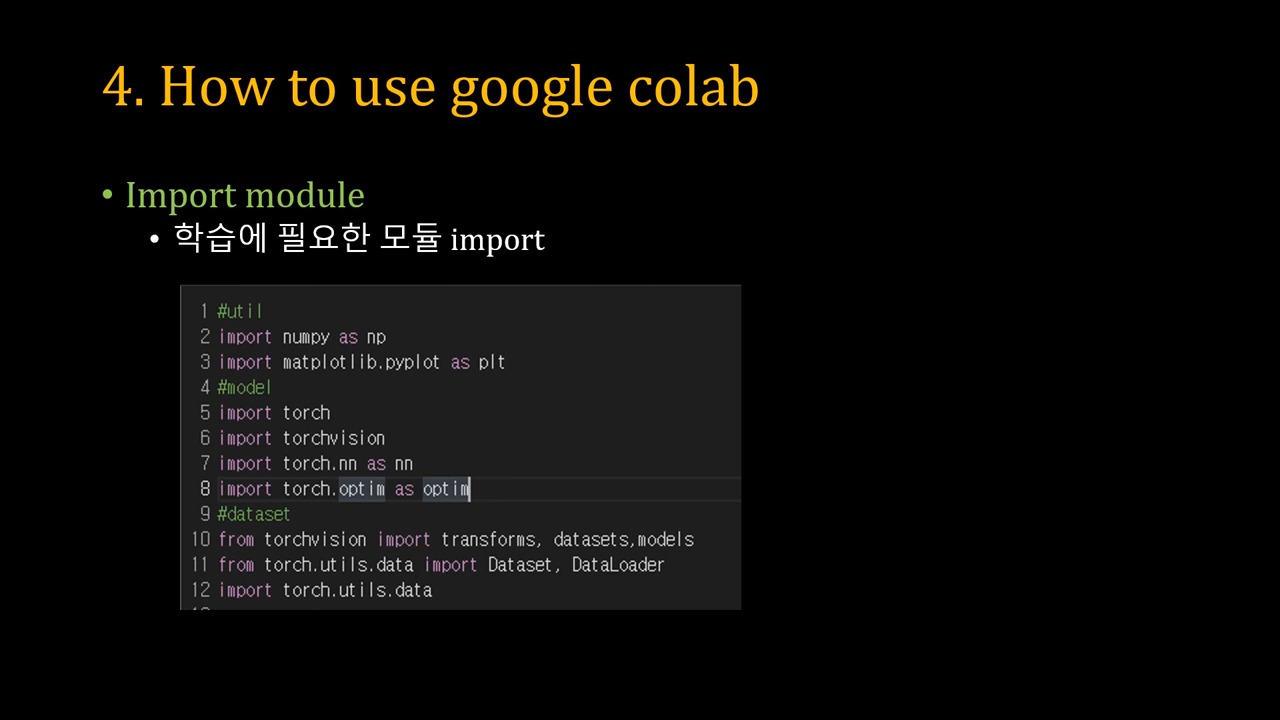 4. How to use google colab
• Import module
• 학습에 필요한 모듈 import
1 #util
2 import numpy as np
3 import matplotlib.pyplot as plt
4 #model
5 import torch
6 import torchvision
7 import torch.nn as nn
8 import torch.optim as optim
9 #dataset
10 from torchvision import transforms, datasets,models
11 from torch.utils.data import Dataset, DataLoader
12 import torch.utils.data